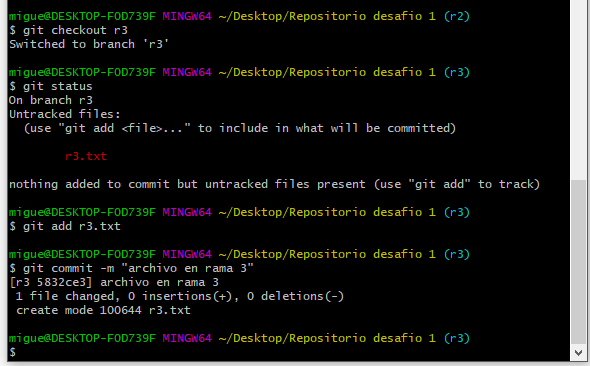 migue@DESKTOP-FOD739F MINGW64 ~/Desktop/Repositorio desafio 1 (r2)
$ git checkout r3
Switched to branch 'r3'
migue@DESKTOP-FOD739F MINGW64 ~/Desktop/Repositorio desafio 1 (r3)
$ git status
On branch r3
Untracked files:
  (use "git add <file>..." to include in what will be committed)
        r3.txt
nothing added to commit but untracked files present (use "git add" to track)
migue@DESKTOP-FOD739F MINGW64 ~/Desktop/Repositorio desafio 1 (r3)
$ git add r3.txt
migue@DESKTOP-FOD739F MINGW64 ~/Desktop/Repositorio desafio 1 (r3)
$ git commit -m "archivo en rama 3"
[r3 5832ce3] archivo en rama 3
 1 file changed, 0 insertions(+), 0 deletions(-)
 create mode 100644 r3.txt
migue@DESKTOP-FOD739F MINGW64 ~/Desktop/Repositorio desafio 1 (r3)
$